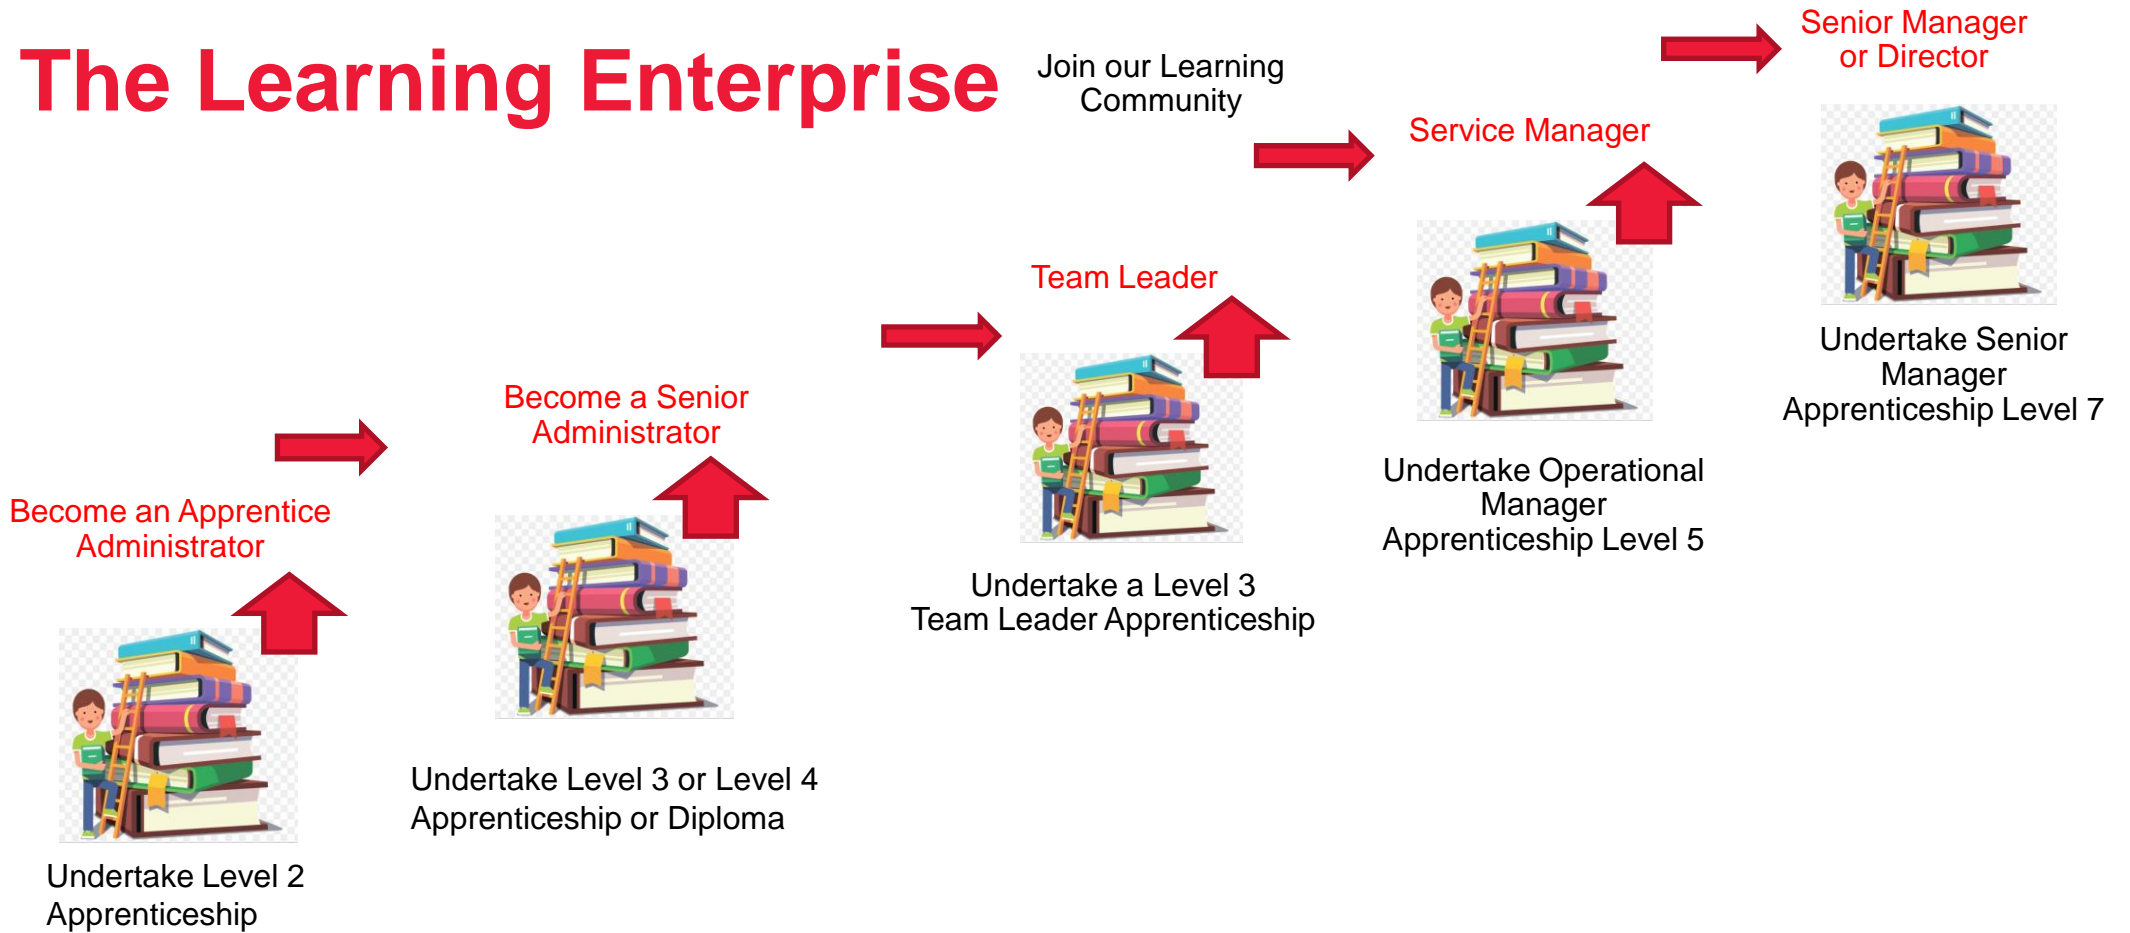 The Learning Enterprise
Join our Learning
Community
Become an Apprentice
Administrator
Undertake Level 2
Apprenticeship
Become a Senior
Administrator
Undertake Level 3 or Level 4
Apprenticeship or Diploma
Team Leader
Undertake a Level 3
Team Leader Apprenticeship
Service Manager
Undertake Operational
Manager
Apprenticeship Level 5
Senior Manager
or Director
Undertake Senior
Manager
Apprenticeship Level 7